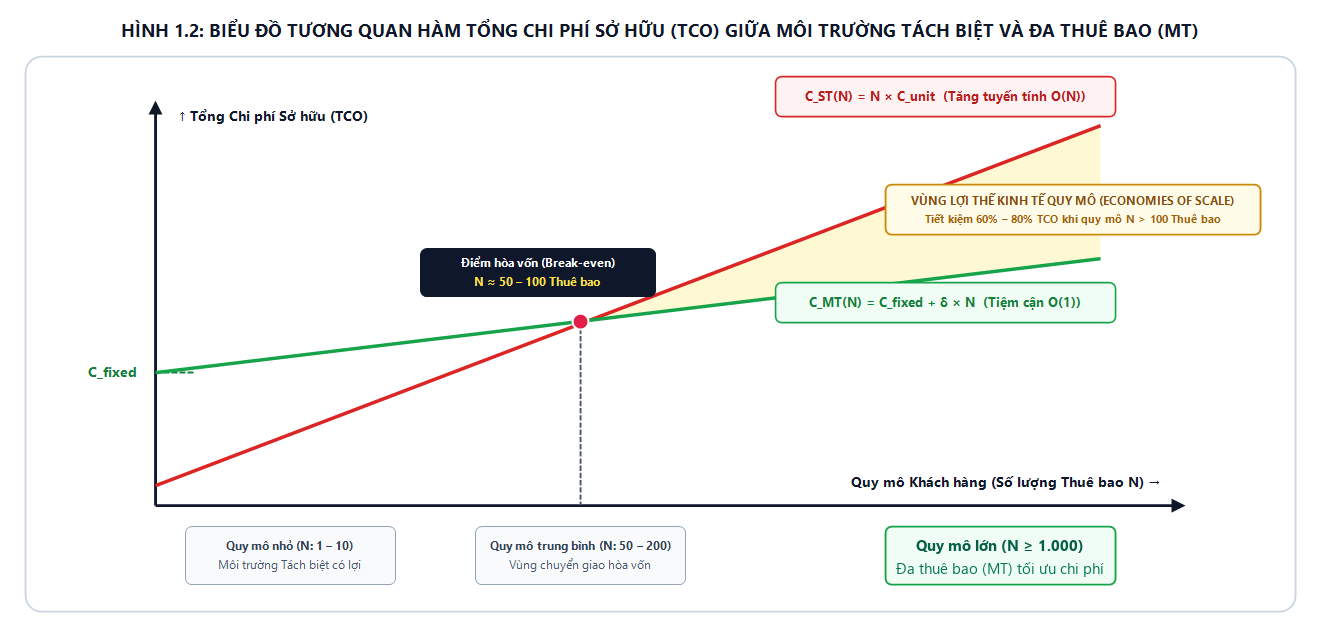 HÌNH 1.2: BIỂU ĐỒ TƯƠNG QUAN HÀM TỔNG CHI PHÍ SỞ HỮU (TCO) GIỮA MÔI TRƯỜNG TÁCH BIỆT VÀ ĐA THUÊ BAO (MT)
C_ST(N) = N × C_unit (Tăng tuyến tính O(N))
↑ Tổng Chi phí Sở hữu (TCO)
VÙNG LỢI THẾ KINH TẾ QUY MÔ (ECONOMIES OF SCALE)
Tiết kiệm 60% – 80% TCO khi quy mô N > 100 Thuê bao
Điểm hòa vốn (Break-even)
N ≈ 50 – 100 Thuê bao
C_MT(N) = C_fixed + δ × N (Tiệm cận O(1))
C_fixed
Quy mô Khách hàng (Số lượng Thuê bao N) →
Quy mô nhỏ (N: 1 – 10)
Môi trường Tách biệt có lợi
Quy mô trung bình (N: 50 – 200)
Vùng chuyển giao hòa vốn
Quy mô lớn (N ≥ 1.000)
Đa thuê bao (MT) tối ưu chi phí